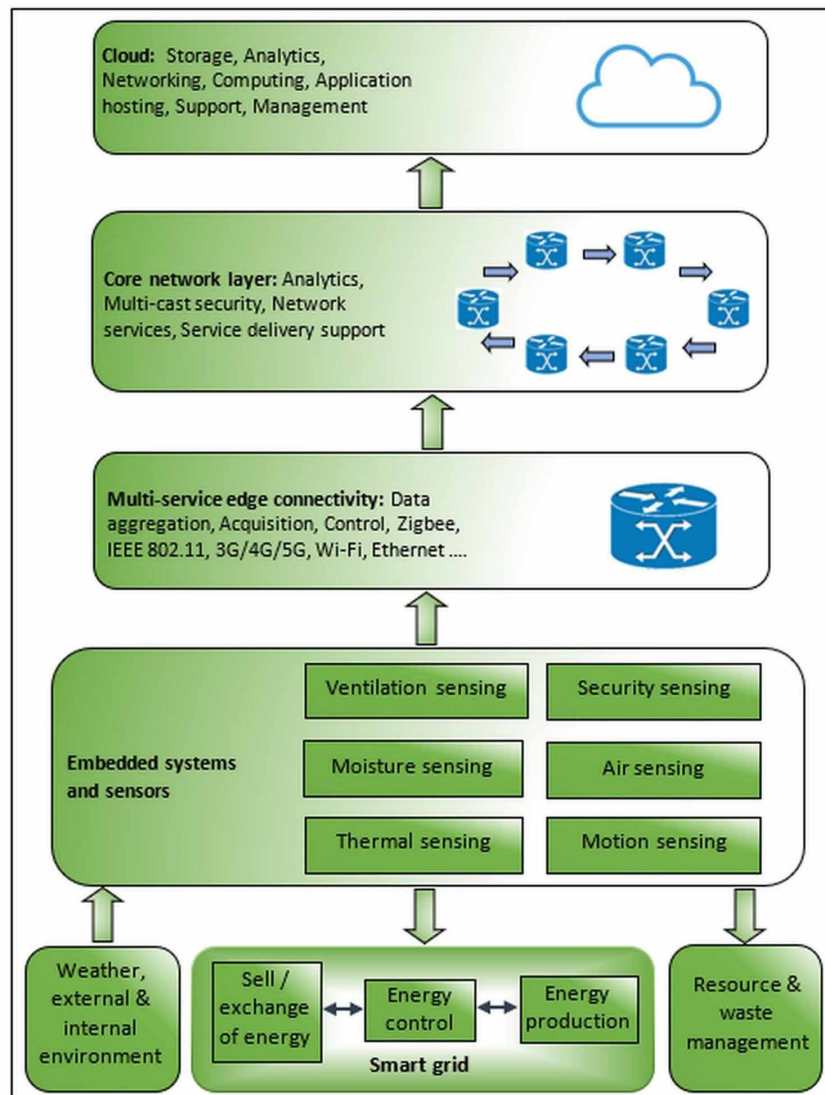 Cloud: Storage, Analytics,
Networking, Computing, Application
hosting, Support, Management
Core network layer: Analytics,
Multi-cast security, Network
services, Service delivery support
Multi-service edge connectivity: Data
aggregation, Acquisition, Control, Zigbee,
IEEE 802.11, 3G/4G/5G, Wi-Fi, Ethernet ....
Embedded systems
and sensors
Ventilation sensing
Security sensing
Moisture sensing
Air sensing
Thermal sensing
Motion sensing
Weather,
external &
internal
environment
Sell /
exchange
of energy
Energy
control
Energy
production
Smart grid
Resource &
waste
management